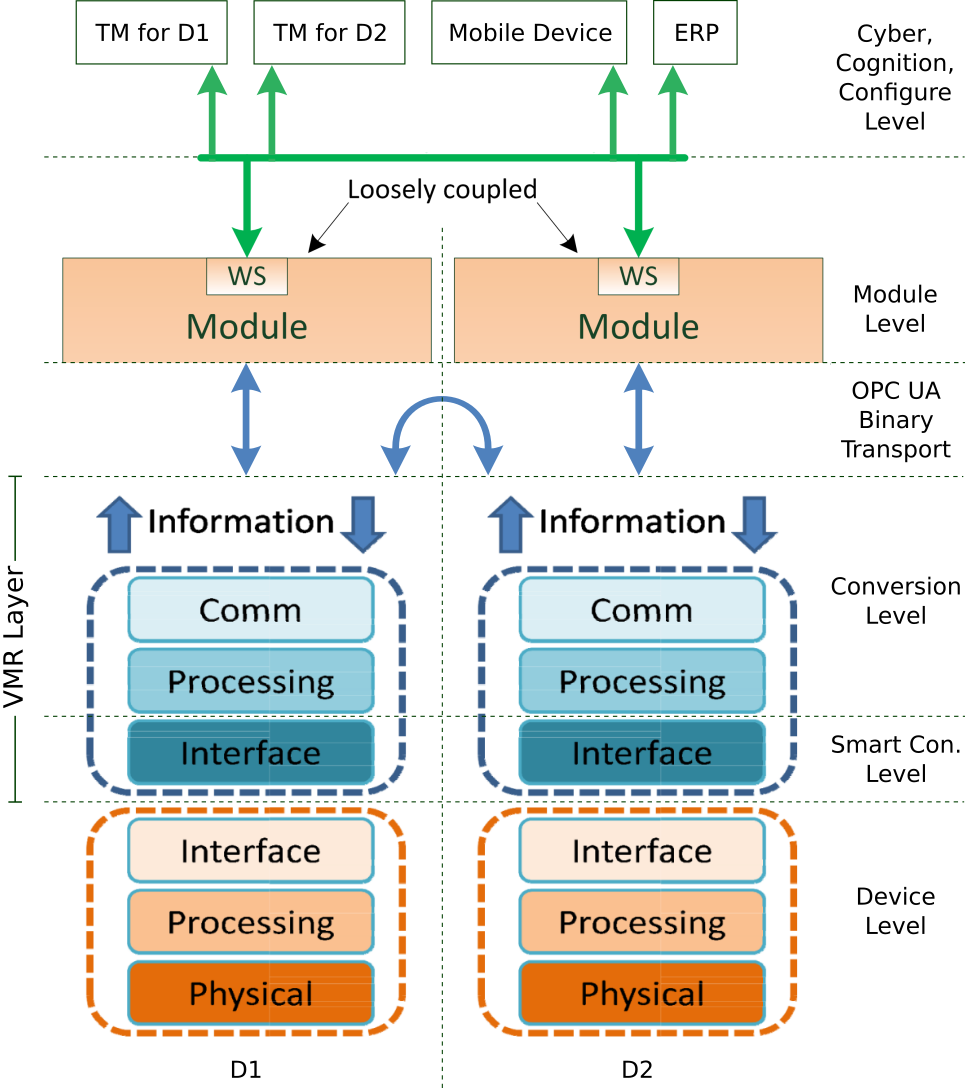 TM for D1
TM for D2
Mobile Device
ERP
Cyber,
Cognition,
Configure
Level
Loosely coupled
WS
Module
WS
Module
Module
Level
OPC UA
Binary
Transport
VMR Layer
Information
Information
Comm
Processing
Interface
Comm
Processing
Interface
Conversion
Level
Smart Con.
Level
Interface
Processing
Physical
Interface
Processing
Physical
Device
Level
D1
D2